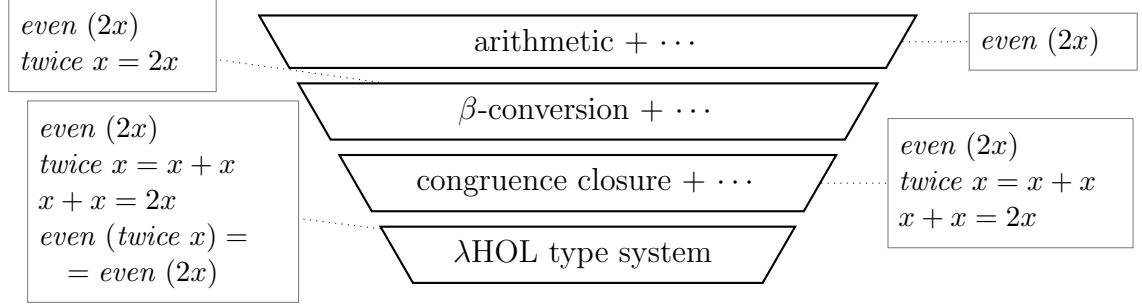 even (2x)
twice x = 2x
arithmetic + ⋯
even (2x)
β-conversion + ⋯
even (2x)
twice x = x + x
x + x = 2x
even (twice x) =
= even (2x)
congruence closure + ⋯
even (2x)
twice x = x + x
x + x = 2x
λHOL type system